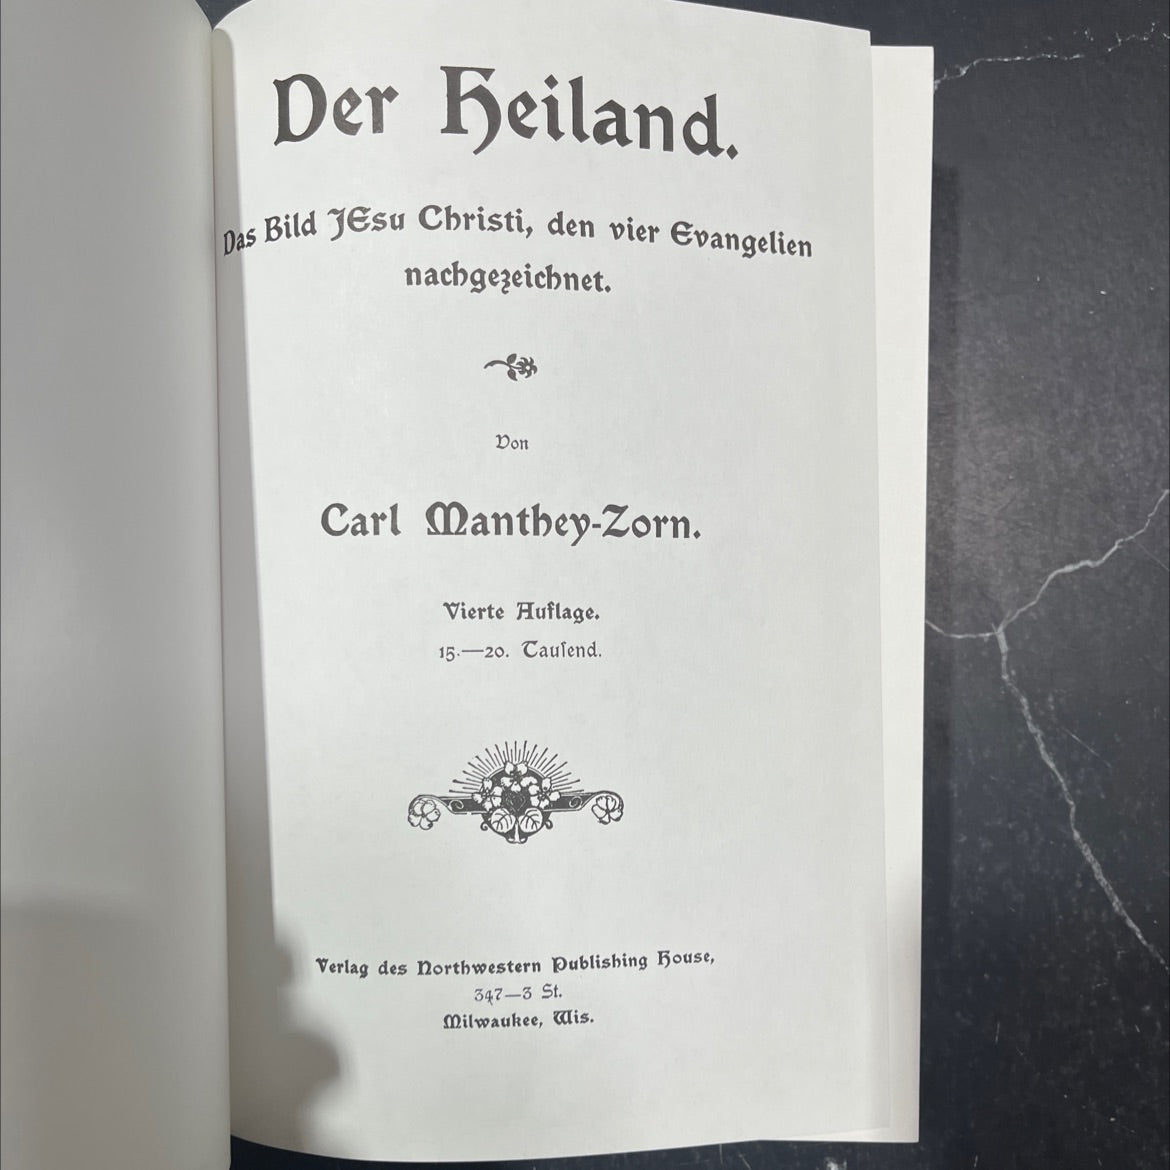 Der Heiland.
Das Bild JEsu Christi, den vier Evangelien
nachgezeichnet.
Von
Carl Manthey-Zorn.
Vierte Auflage.
15.—20. Tauſend.
Verlag des Northwestern Publishing House,
347—3 St.
Milwaukee, Wis.